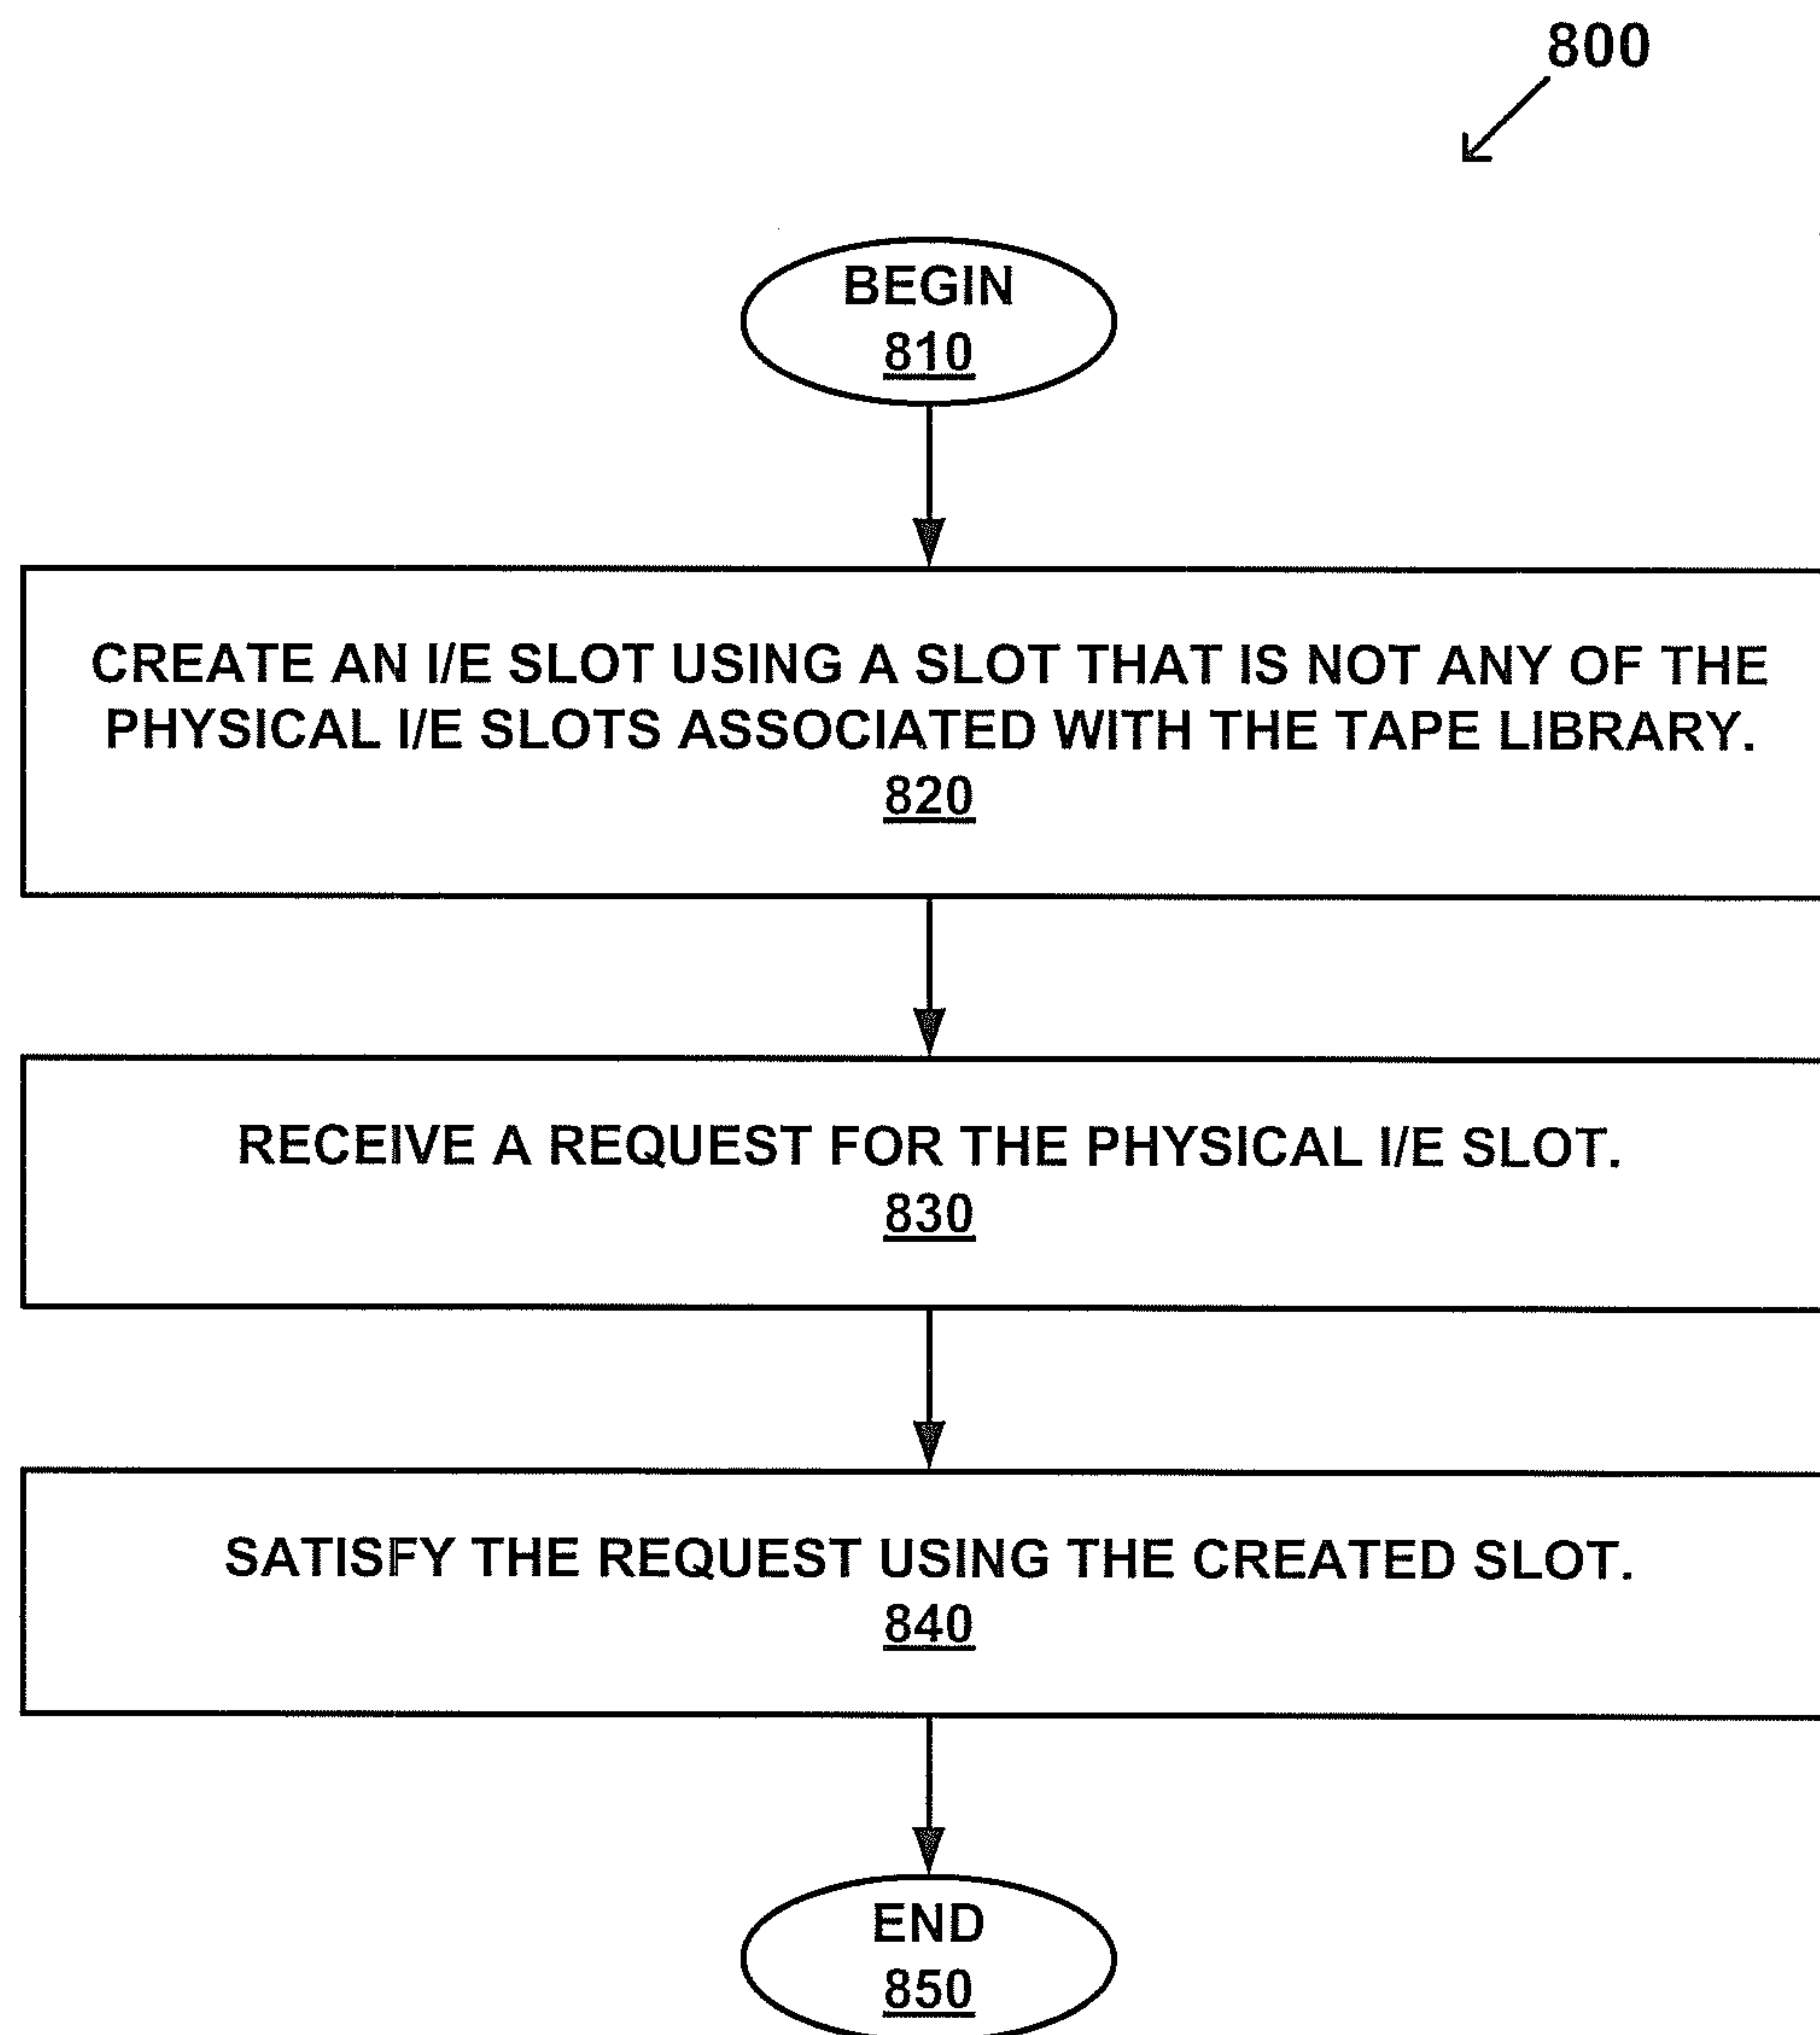 800
BEGIN
810
CREATE AN I/E SLOT USING A SLOT THAT IS NOT ANY OF THE
PHYSICAL I/E SLOTS ASSOCIATED WITH THE TAPE LIBRARY.
820
RECEIVE A REQUEST FOR THE PHYSICAL I/E SLOT.
830
SATISFY THE REQUEST USING THE CREATED SLOT.
840
END
850